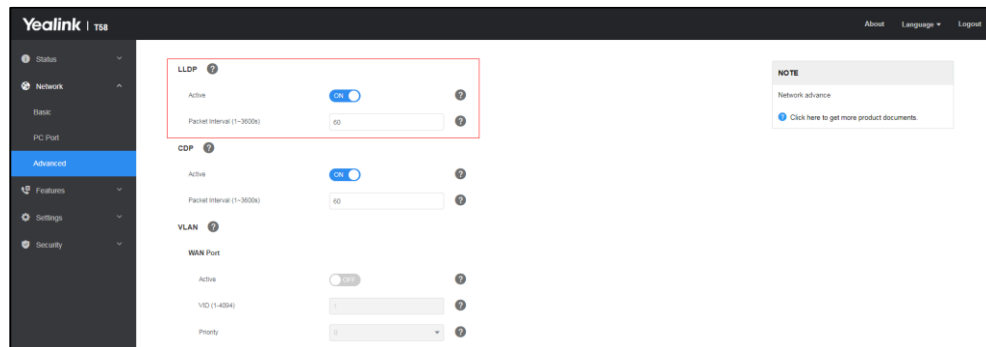 Yealink | T58
About Language Logout
Status
Network
Basic
PC Port
Advanced
Features
Settings
Security
LLDP
Active ON
Packet Interval (1~3600s) 60
CDP
Active ON
Packet Interval (1~3600s) 60
VLAN
WAN Port
Active OFF
VID (1-4094) 1
Priority 0
NOTE
Network advance
Click here to get more product documents.